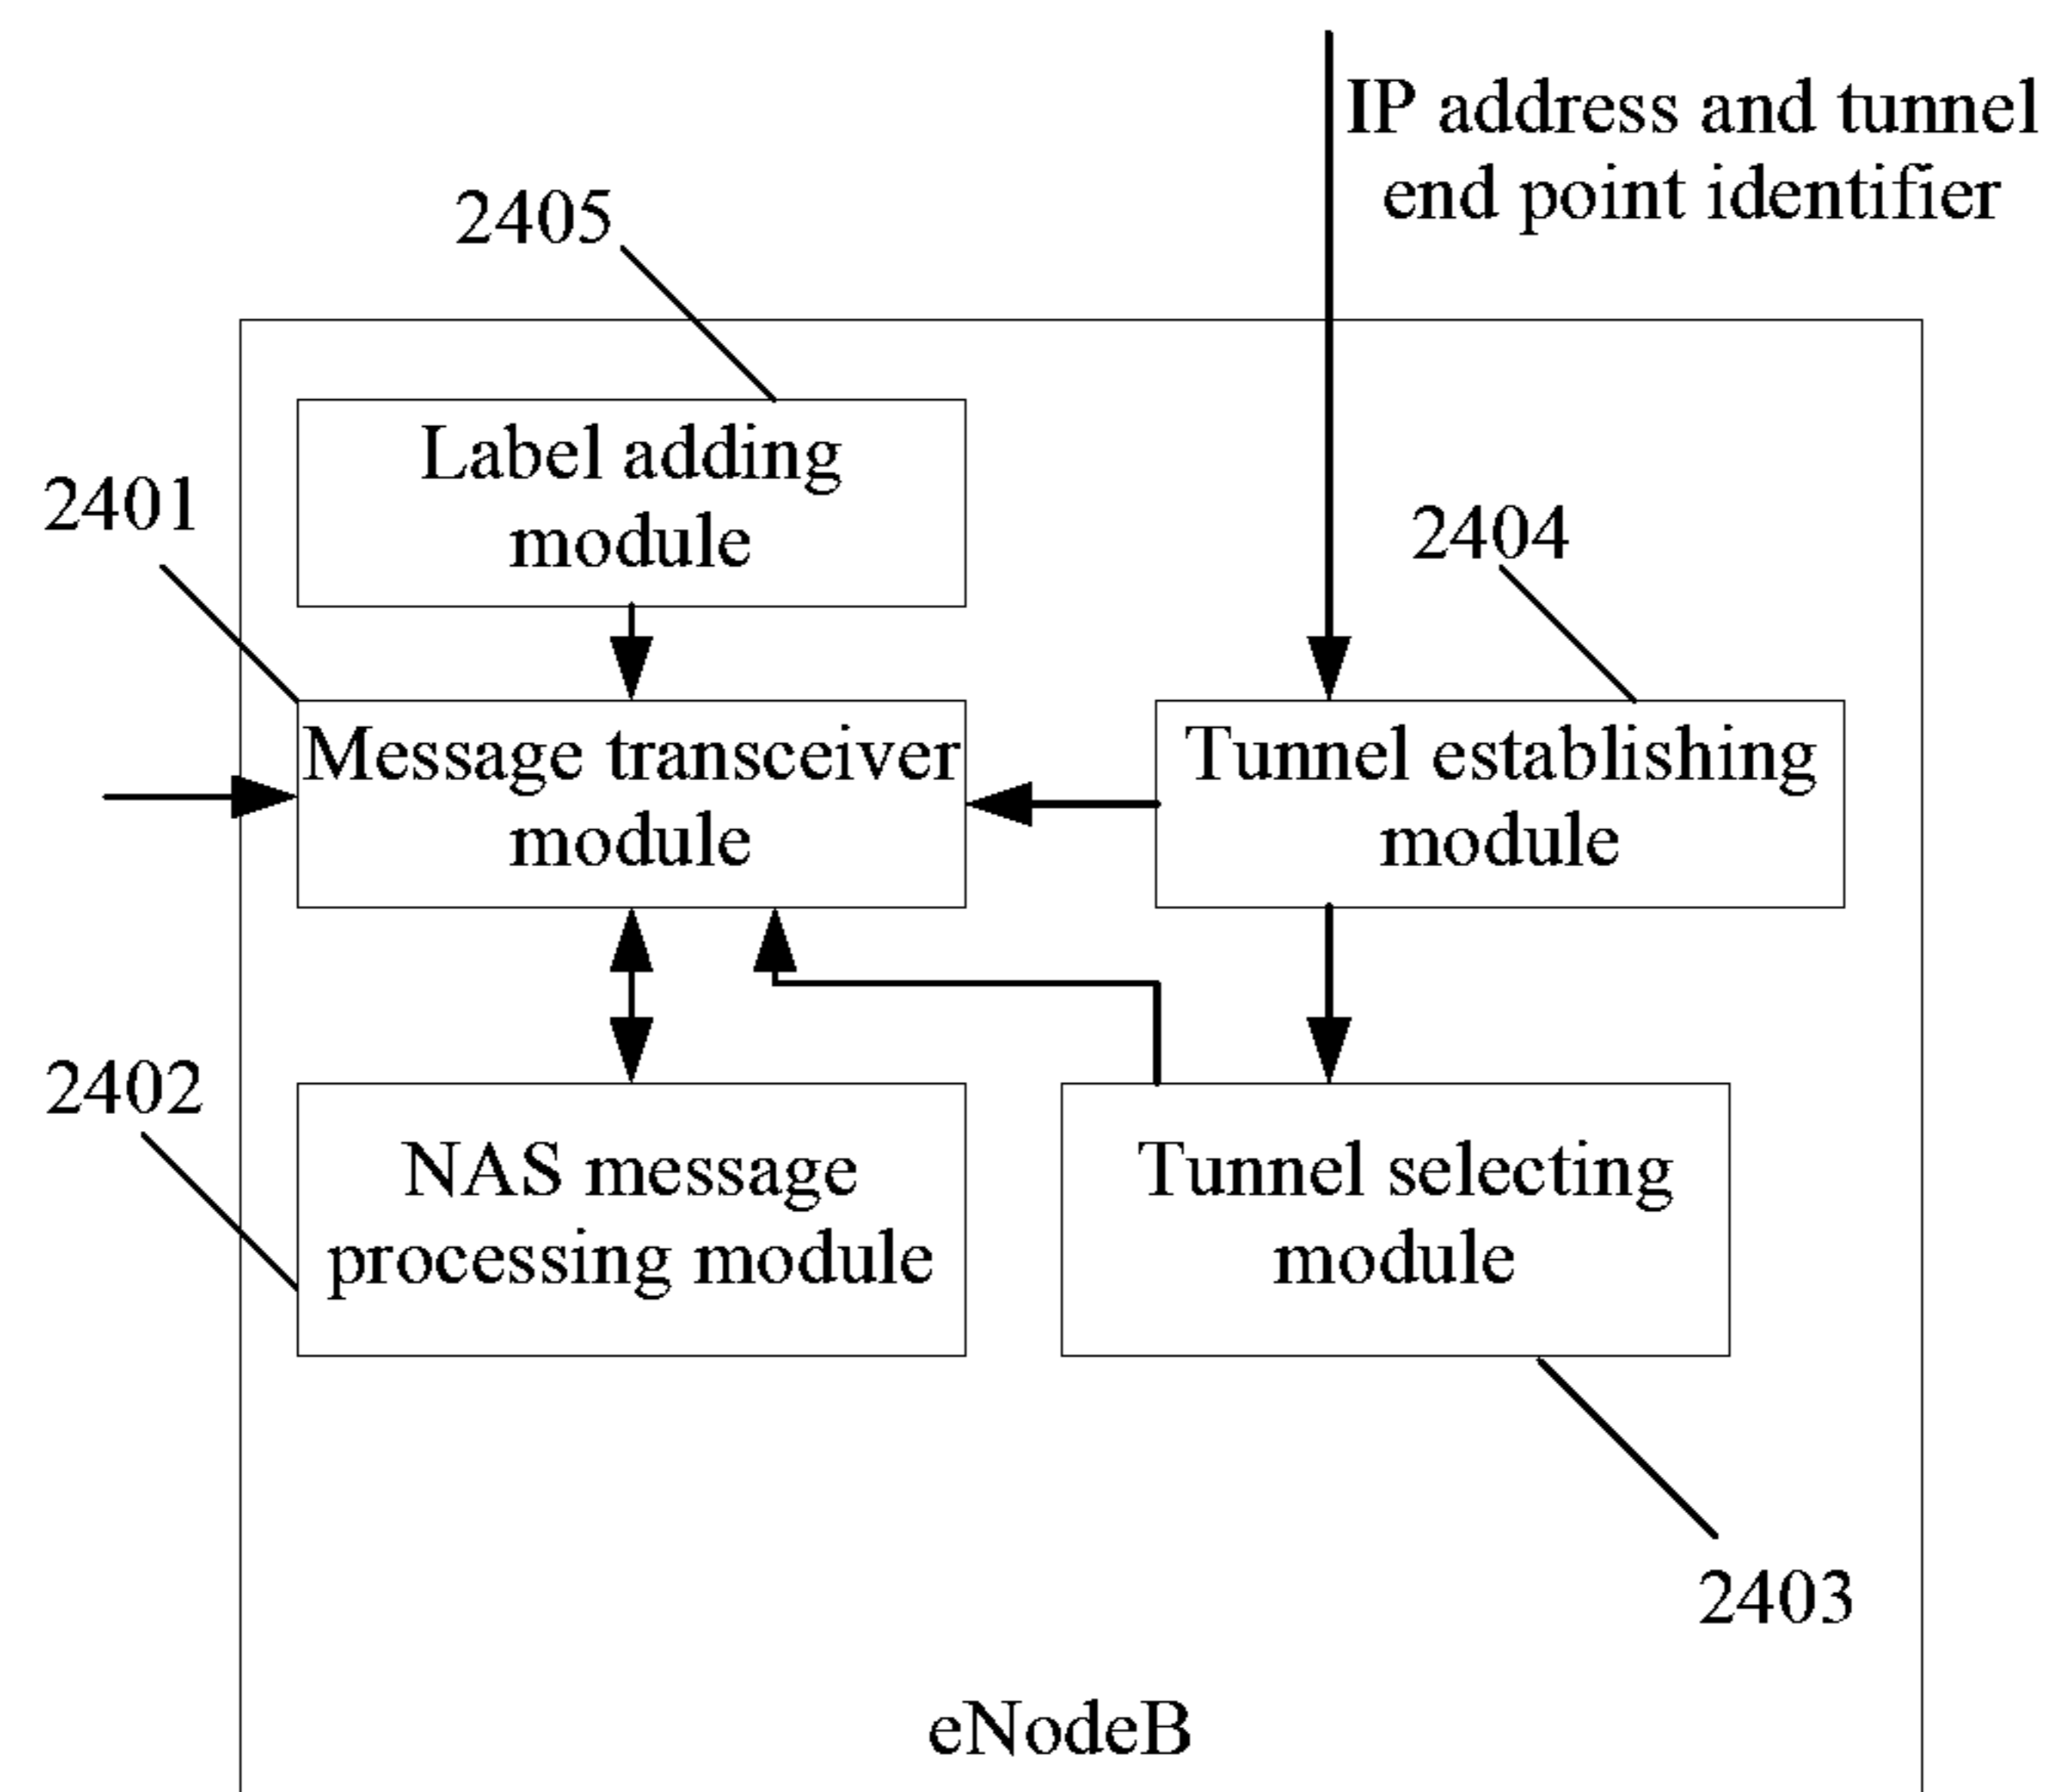 IP address and tunnel
end point identifier
2405
Label adding
module
2401
2404
Message transceiver
module
Tunnel establishing
module
2402
NAS message
processing module
Tunnel selecting
module
2403
eNodeB